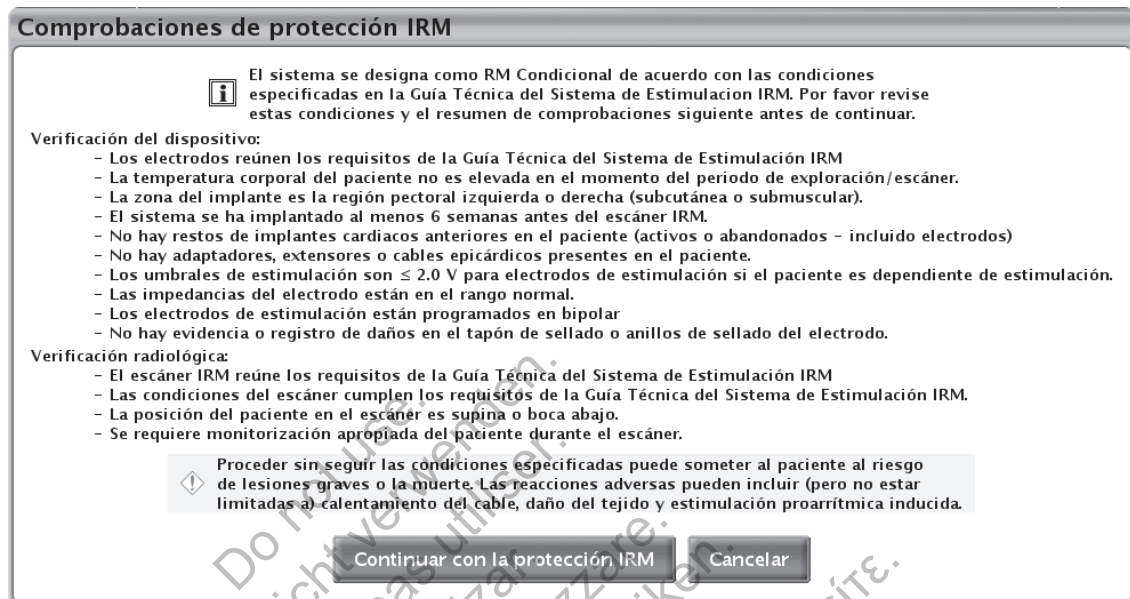 Comprobaciones de protección IRM
El sistema se designa como RM Condicional de acuerdo con las condiciones
especificadas en la Guía Técnica del Sistema de Estimulacion IRM. Por favor revise
estas condiciones y el resumen de comprobaciones siguiente antes de continuar.
Verificación del dispositivo:
- Los electrodos reúnen los requisitos de la Guía Técnica del Sistema de Estimulación IRM
- La temperatura corporal del paciente no es elevada en el momento del periodo de exploración/escáner.
- La zona del implante es la región pectoral izquierda o derecha (subcutánea o submuscular).
- El sistema se ha implantado al menos 6 semanas antes del escáner IRM.
- No hay restos de implantes cardiacos anteriores en el paciente (activos o abandonados - incluido electrodos)
- No hay adaptadores, extensores o cables epicárdicos presentes en el paciente.
- Los umbrales de estimulación son ≤ 2.0 V para electrodos de estimulación si el paciente es dependiente de estimulación.
- Las impedancias del electrodo están en el rango normal.
- Los electrodos de estimulación están programados en bipolar
- No hay evidencia o registro de daños en el tapón de sellado o anillos de sellado del electrodo.
Verificación radiológica:
- El escáner IRM reúne los requisitos de la Guía Técnica del Sistema de Estimulación IRM
- Las condiciones del escáner cumplen los requisitos de la Guía Técnica del Sistema de Estimulación IRM.
- La posición del paciente en el escáner es supina o boca abajo.
- Se requiere monitorización apropiada del paciente durante el escáner.
Proceder sin seguir las condiciones especificadas puede someter al paciente al riesgo
de lesiones graves o la muerte. Las reacciones adversas pueden incluir (pero no estar
limitadas a) calentamiento del cable, daño del tejido y estimulación proarrítmica inducida.
Continuar con la protección IRM
Cancelar
Do not use.
verwenden.
utiliser.